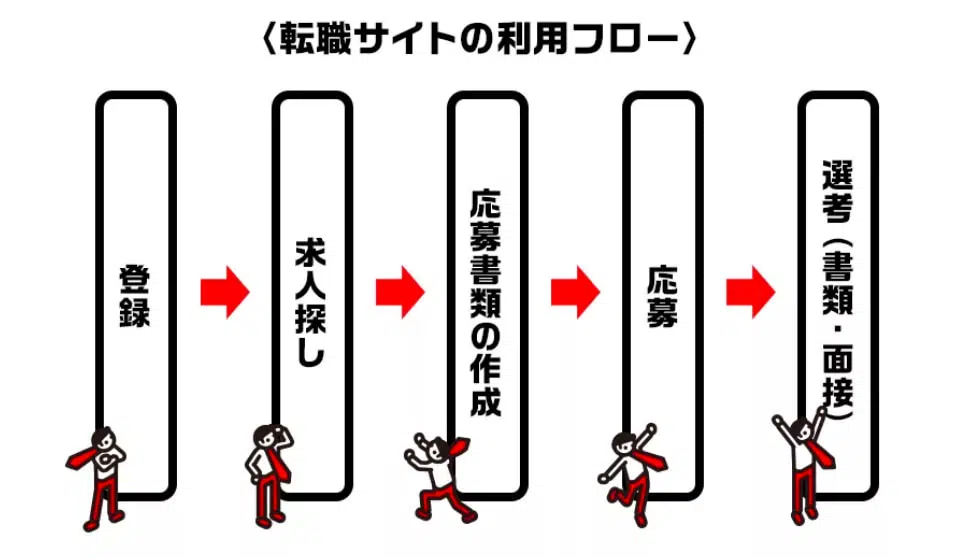 〈転職サイトの利用フロー〉
登録
求人探し
応募書類の作成
応募
選考（書類・面接）